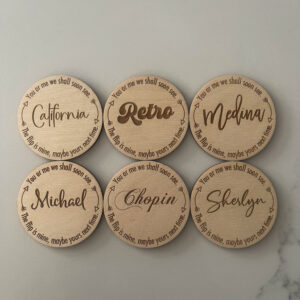 You or me we shall soon see.
California
The flip is mine, maybe yours next time.
You or me we shall soon see.
Retro
The flip is mine, maybe yours next time.
You or me we shall soon see.
Medina
The flip is mine, maybe yours next time.
You or me we shall soon see.
Michael
The flip is mine, maybe yours next time.
You or me we shall soon see.
Chopin
The flip is mine, maybe yours next time.
You or me we shall soon see.
Sherlyn
The flip is mine, maybe yours next time.